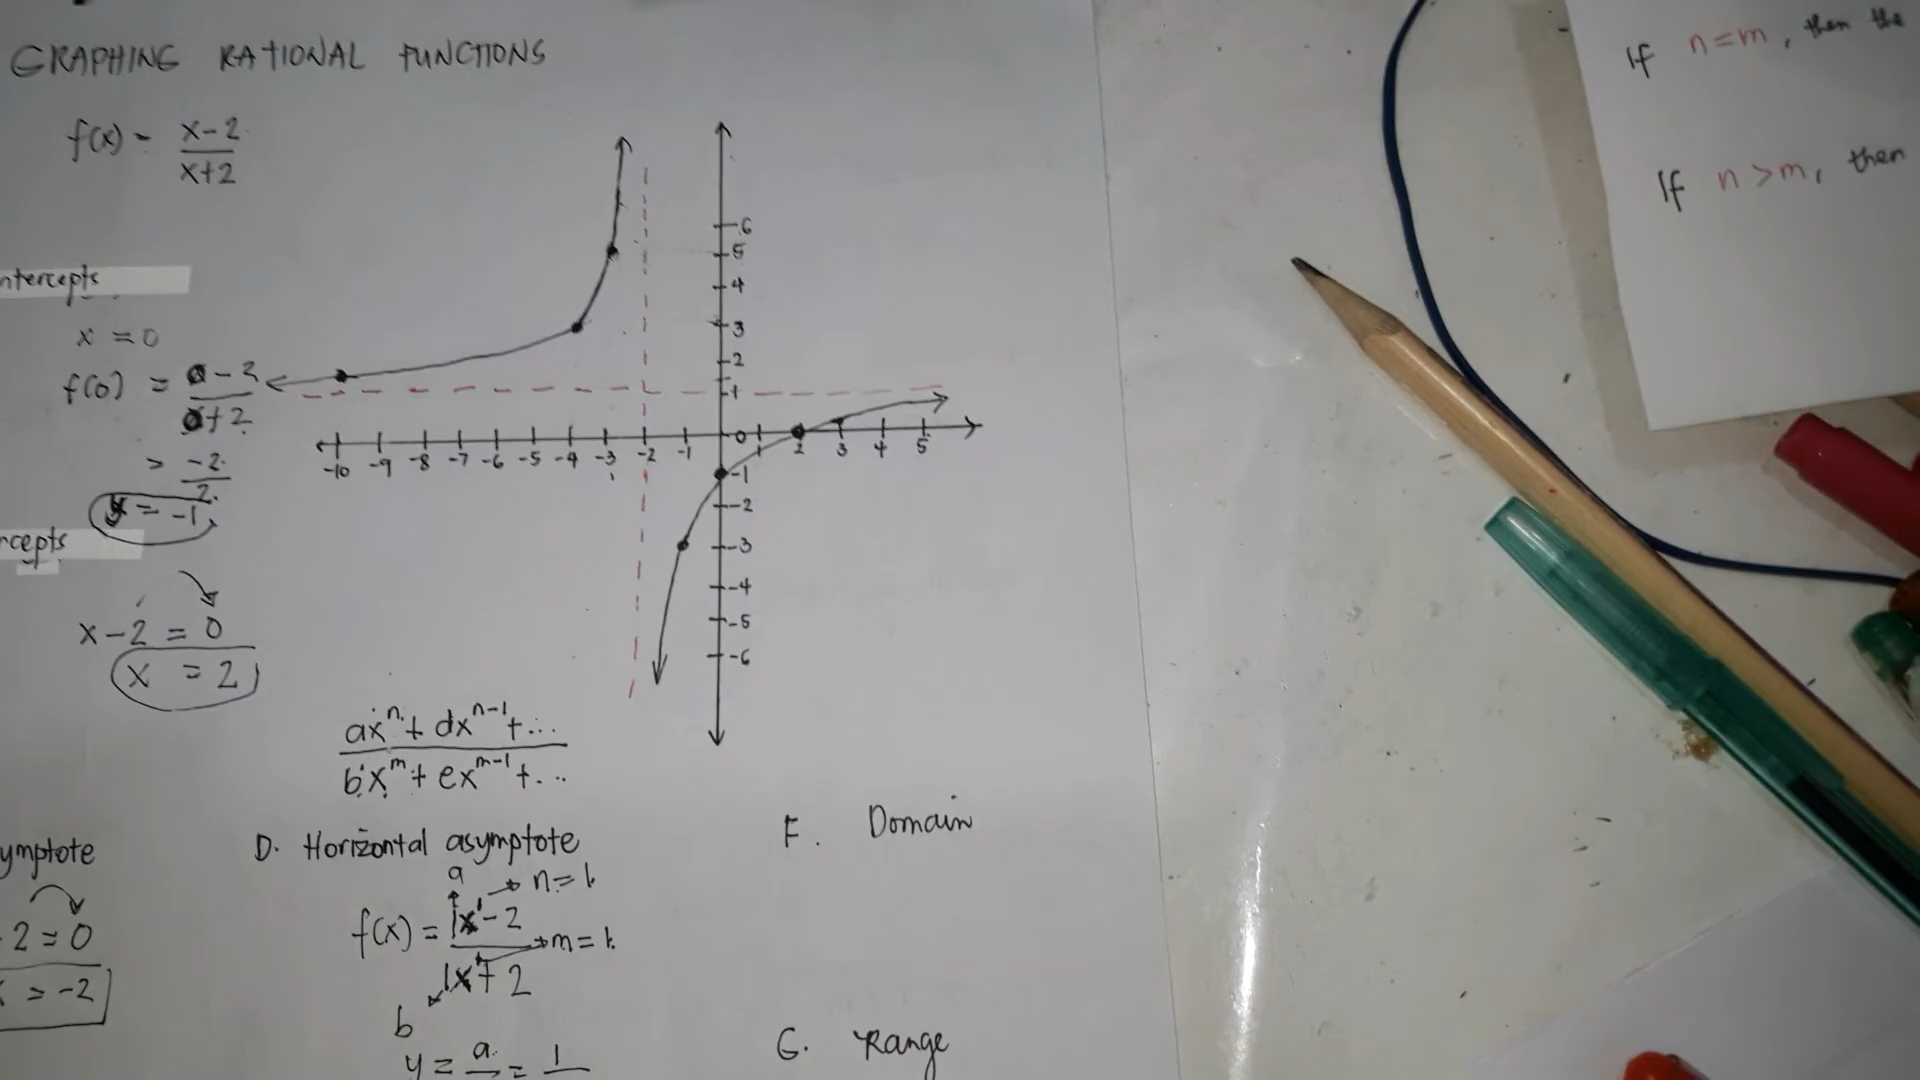 GRAPHING RATIONAL FUNCTIONS
f(x) = x-2
x+2
ntercepts
x = 0
f(0) = 0-2
0+2
= -2
2
y = -1
rcepts
x-2 = 0
x = 2
6
5
4
3
2
1
-10 -9 -8 -7 -6 -5 -4 -3 -2 -1 0 1 2 3 4 5
-1
-2
-3
-4
-5
-6
ax^n + dx^n-1 + ...
bx^m + ex^m-1 + ...
ymptote
2 = 0
= -2
D. Horizontal asymptote
a
n = 1
f(x) = 1x^1 - 2
m = 1
1x^1 + 2
b
y = a = 1
F. Domain
G. Range
If n=m, then the
If n>m, then